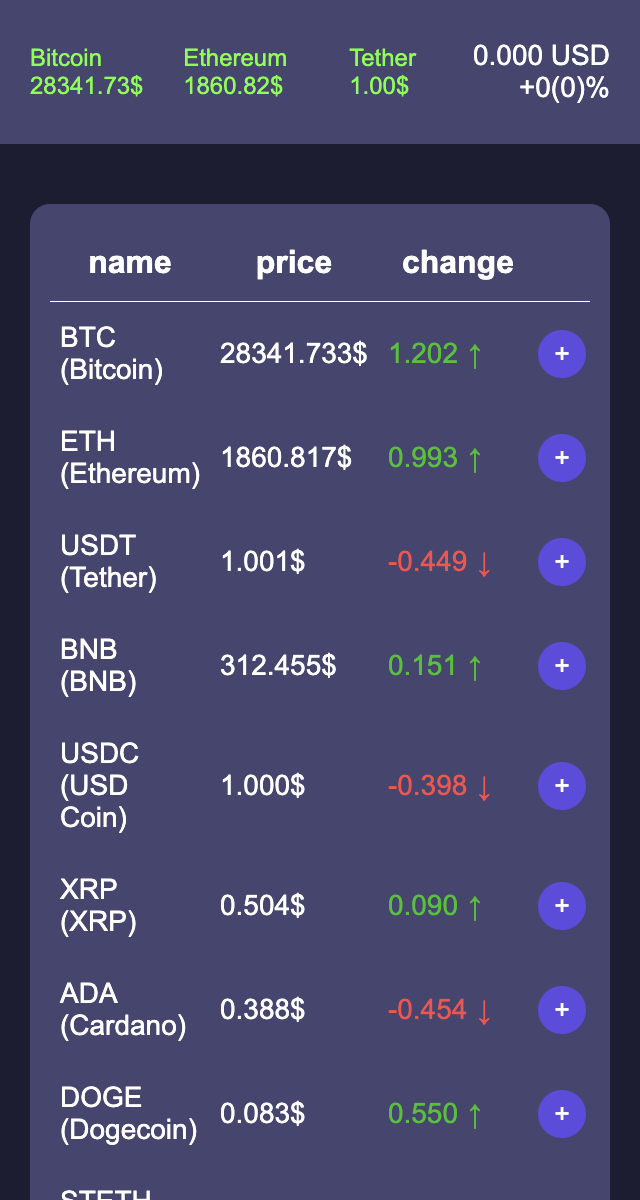 Bitcoin Ethereum Tether 0.000 USD
28341.73$ 1860.82$ 1.00$ +0(0)%
name price change
BTC
(Bitcoin) 28341.733$ 1.202 ↑ +
ETH
(Ethereum) 1860.817$ 0.993 ↑ +
USDT
(Tether) 1.001$ -0.449 ↓ +
BNB
(BNB) 312.455$ 0.151 ↑ +
USDC
(USD 1.000$ -0.398 ↓ +
Coin)
XRP
(XRP) 0.504$ 0.090 ↑ +
ADA
(Cardano) 0.388$ -0.454 ↓ +
DOGE
(Dogecoin) 0.083$ 0.550 ↑ +
STETH